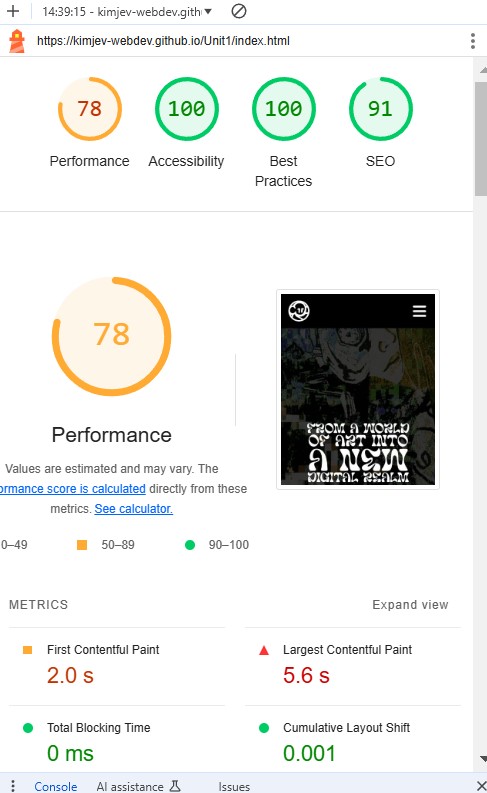 14:39:15 - kimjev-webdev.gith
https://kimjev-webdev.github.io/Unit1/index.html
78 100 100 91
Performance Accessibility Best Practices SEO
78
FROM A WORLD
OF ART INTO
A NEW
DIGITAL REALM
Performance
Values are estimated and may vary. The
ormance score is calculated directly from these
metrics. See calculator.
0–49 50–89 90–100
METRICS Expand view
First Contentful Paint Largest Contentful Paint
2.0 s 5.6 s
Total Blocking Time Cumulative Layout Shift
0 ms 0.001
Console AI assistance Issues